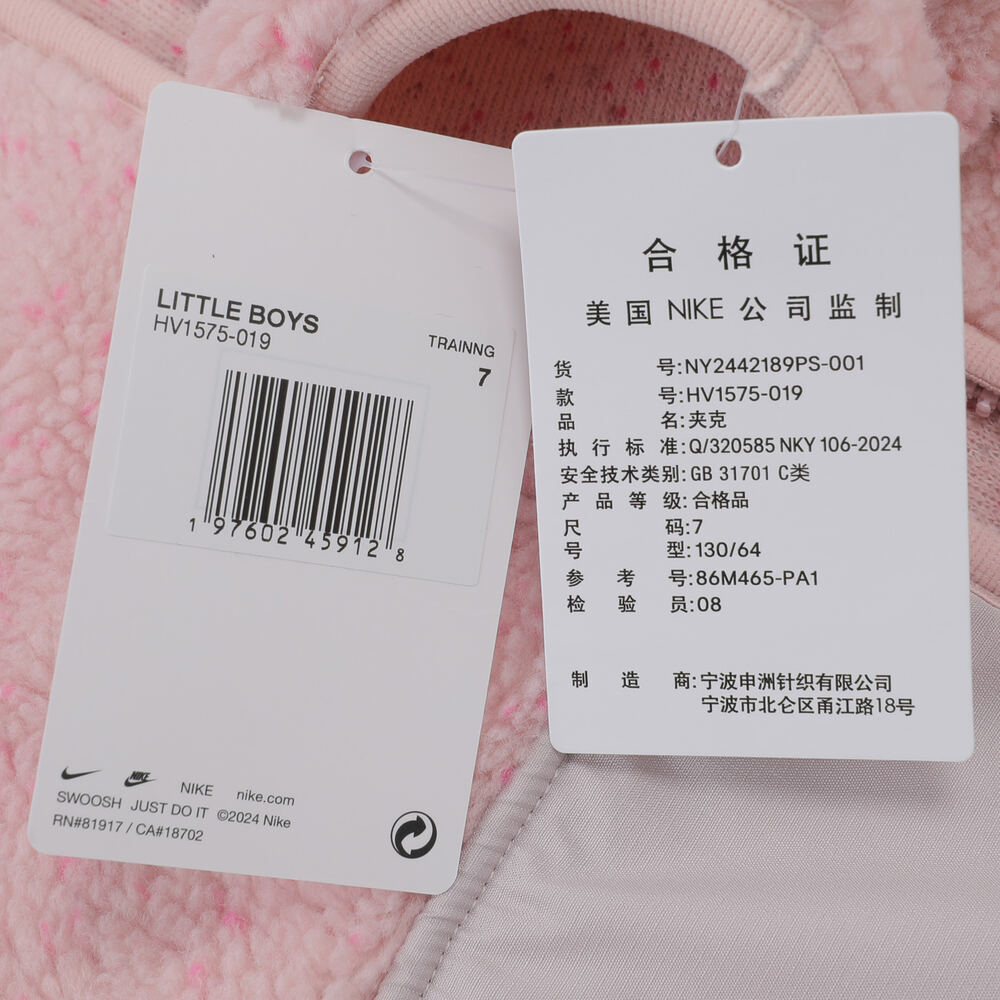 LITTLE BOYS
HV1575-019
TRAINNG
7
1 97602 45912 8
NIKE
NIKE nike.com
SWOOSH JUST DO IT ©2024 Nike
RN#81917 / CA#18702
合格证
美国 NIKE 公司监制
货号:NY2442189PS-001
款号:HV1575-019
品名:夹克
执行标准:Q/320585 NKY 106-2024
安全技术类别:GB 31701 C类
产品等级:合格品
尺码:7
号型:130/64
参考号:86M465-PA1
检验员:08
制造商:宁波申洲针织有限公司
宁波市北仑区甬江路18号